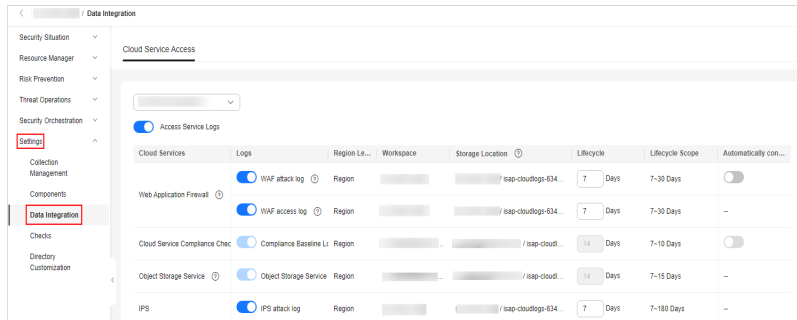 / Data Integration
Security Situation
Resource Manager
Risk Prevention
Threat Operations
Security Orchestration
Settings
Collection
Management
Components
Data Integration
Checks
Directory
Customization
Cloud Service Access
Access Service Logs
Cloud Services Logs Region Le... Workspace Storage Location Lifecycle Lifecycle Scope Automatically con...
Web Application Firewall
WAF attack log Region / isap-cloudlogs-634... 7 Days 7~30 Days
WAF access log Region / isap-cloudlogs-634... 7 Days 7~30 Days –
Cloud Service Compliance Chec Compliance Baseline Lo Region ... / isap-cloudl... 14 Days 7~10 Days
Object Storage Service Object Storage Service Region ... / isap-cloudl... 14 Days 7~15 Days –
IPS IPS attack log Region / isap-cloudlogs-634... 7 Days 7~180 Days –